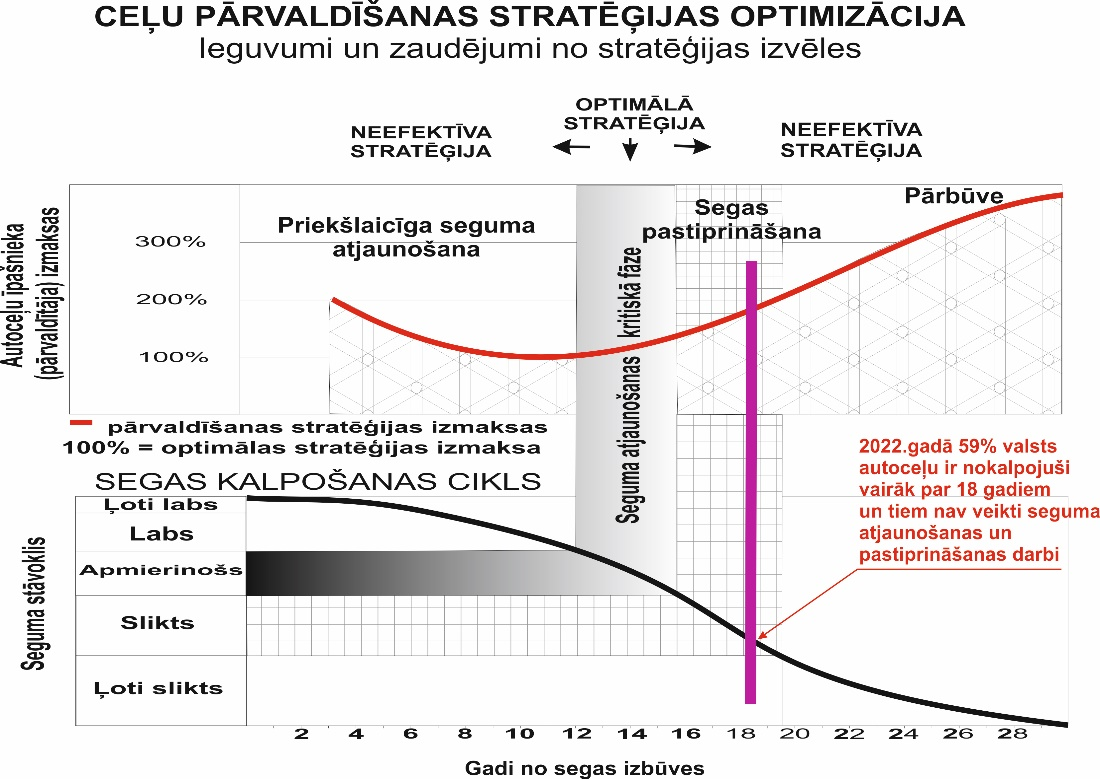 CEĻU PĀRVALDĪŠANAS STRATĒĢIJAS OPTIMIZĀCIJA
Ieguvumi un zaudējumi no stratēģijas izvēles
NEEFEKTĪVA
STRATĒĢIJA
OPTIMĀLĀ
STRATĒĢIJA
NEEFEKTĪVA
STRATĒĢIJA
Autoceļu īpašnieka
(pārvaldītāja) izmaksas
300%
200%
100%
Priekšlaicīga seguma
atjaunošana
Seguma atjaunošanas kritiskā fāze
Segas
pastiprināšana
Pārbūve
pārvaldīšanas stratēģijas izmaksas
100% = optimālas stratēģijas izmaksa
SEGAS KALPOŠANAS CIKLS
Seguma stāvoklis
Ļoti labs
Labs
Apmierinošs
Slikts
Ļoti slikts
2022.gadā 59% valsts
autoceļu ir nokalpojuši
vairāk par 18 gadiem
un tiem nav veikti seguma
atjaunošanas un
pastiprināšanas darbi
2 4 6 8 10 12 14 16 18 20 22 24 26 28
Gadi no segas izbūves